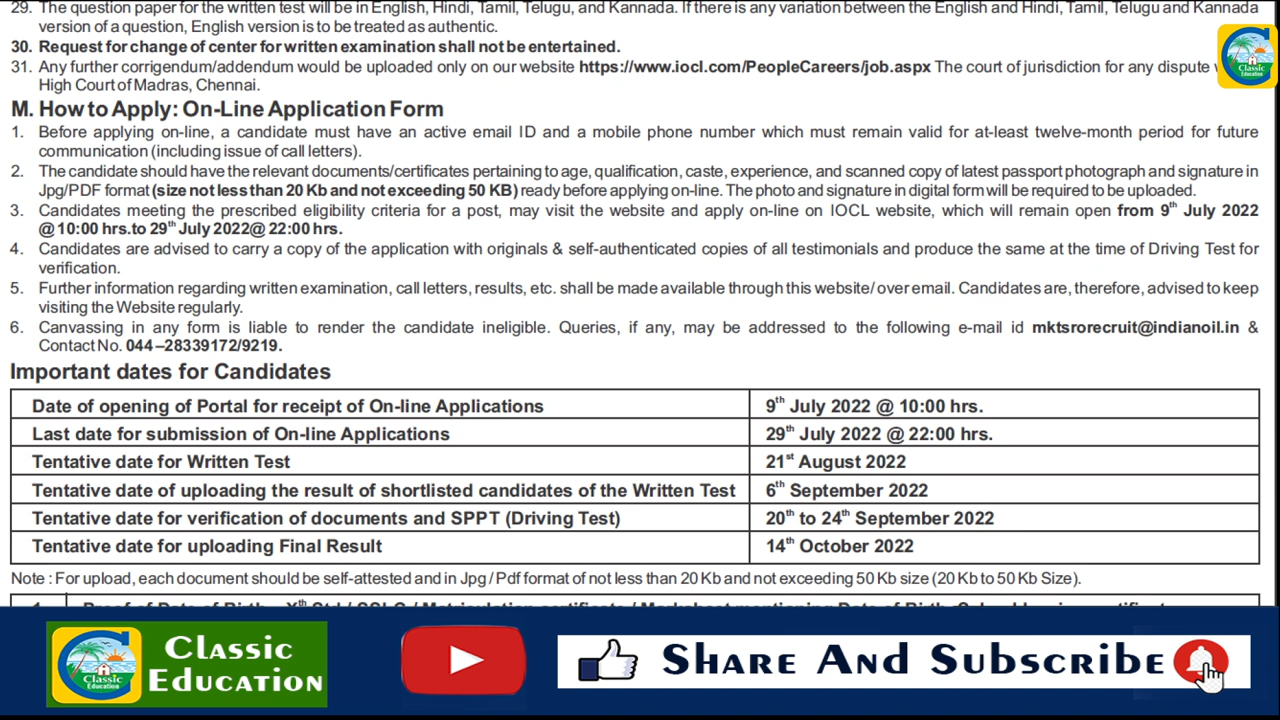 29. The question paper for the written test will be in English, Hindi, Tamil, Telugu, and Kannada. If there is any variation between the English and Hindi, Tamil, Telugu and Kannada
version of a question, English version is to be treated as authentic.
30. Request for change of center for written examination shall not be entertained.
31. Any further corrigendum/addendum would be uploaded only on our website https://www.iocl.com/PeopleCareers/job.aspx The court of jurisdiction for any dispute
High Court of Madras, Chennai.
M. How to Apply: On-Line Application Form
1. Before applying on-line, a candidate must have an active email ID and a mobile phone number which must remain valid for at-least twelve-month period for future
communication (including issue of call letters).
2. The candidate should have the relevant documents/certificates pertaining to age, qualification, caste, experience, and scanned copy of latest passport photograph and signature in
Jpg/PDF format (size not less than 20 Kb and not exceeding 50 KB) ready before applying on-line. The photo and signature in digital form will be required to be uploaded.
3. Candidates meeting the prescribed eligibility criteria for a post, may visit the website and apply on-line on IOCL website, which will remain open from 9th July 2022
@ 10:00 hrs.to 29th July 2022@ 22:00 hrs.
4. Candidates are advised to carry a copy of the application with originals & self-authenticated copies of all testimonials and produce the same at the time of Driving Test for
verification.
5. Further information regarding written examination, call letters, results, etc. shall be made available through this website/ over email. Candidates are, therefore, advised to keep
visiting the Website regularly.
6. Canvassing in any form is liable to render the candidate ineligible. Queries, if any, may be addressed to the following e-mail id mktsrorecruit@indianoil.in &
Contact No. 044 –28339172/9219.
Important dates for Candidates
Date of opening of Portal for receipt of On-line Applications 9th July 2022 @ 10:00 hrs.
Last date for submission of On-line Applications 29th July 2022 @ 22:00 hrs.
Tentative date for Written Test 21st August 2022
Tentative date of uploading the result of shortlisted candidates of the Written Test 6th September 2022
Tentative date for verification of documents and SPPT (Driving Test) 20th to 24th September 2022
Tentative date for uploading Final Result 14th October 2022
Note : For upload, each document should be self-attested and in Jpg / Pdf format of not less than 20 Kb and not exceeding 50 Kb size (20 Kb to 50 Kb Size).
Classic
Education
Classic
Education
Classic
Education
Share And Subscribe